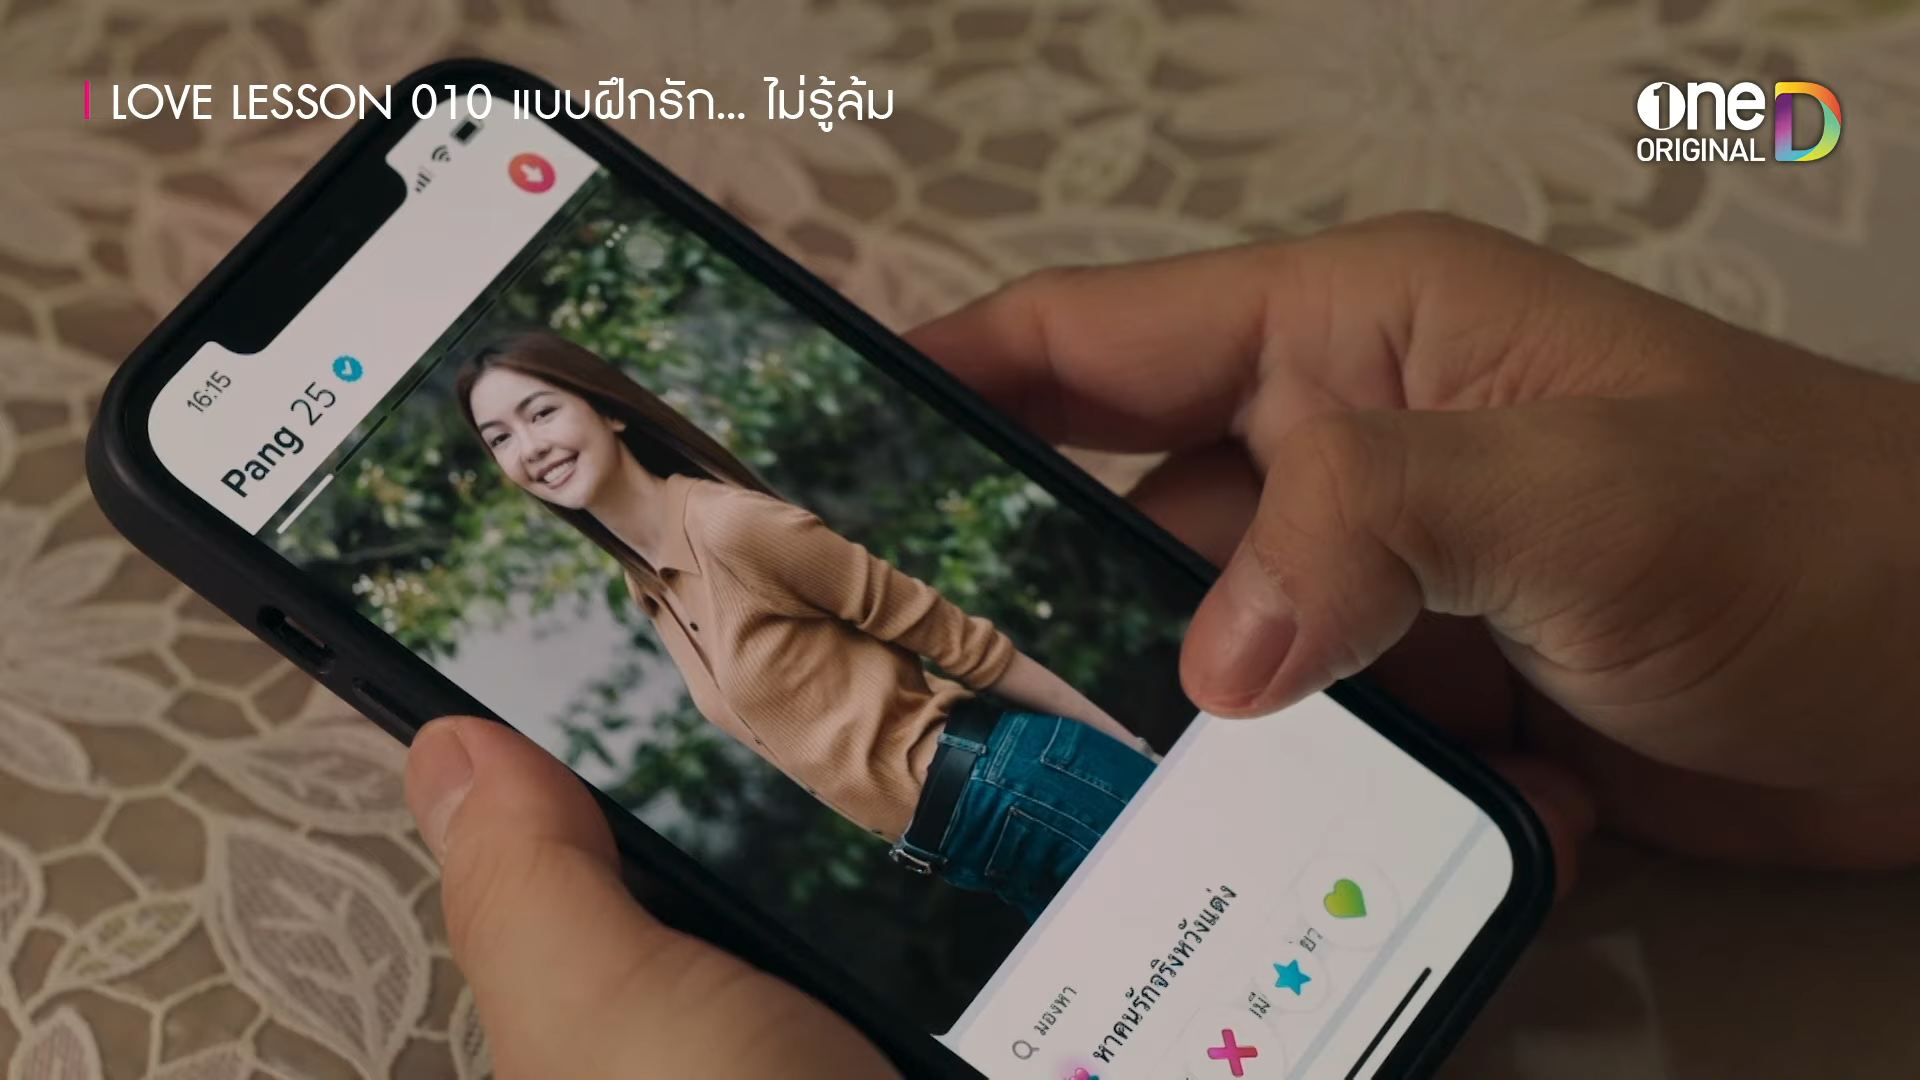 LOVE LESSON 010 แบบฝึกรัก... ไม่รู้ล้ม
one
ORIGINAL D
16:15
Pang 25
มองหา
หาคนรักจริงหวังแต่ง